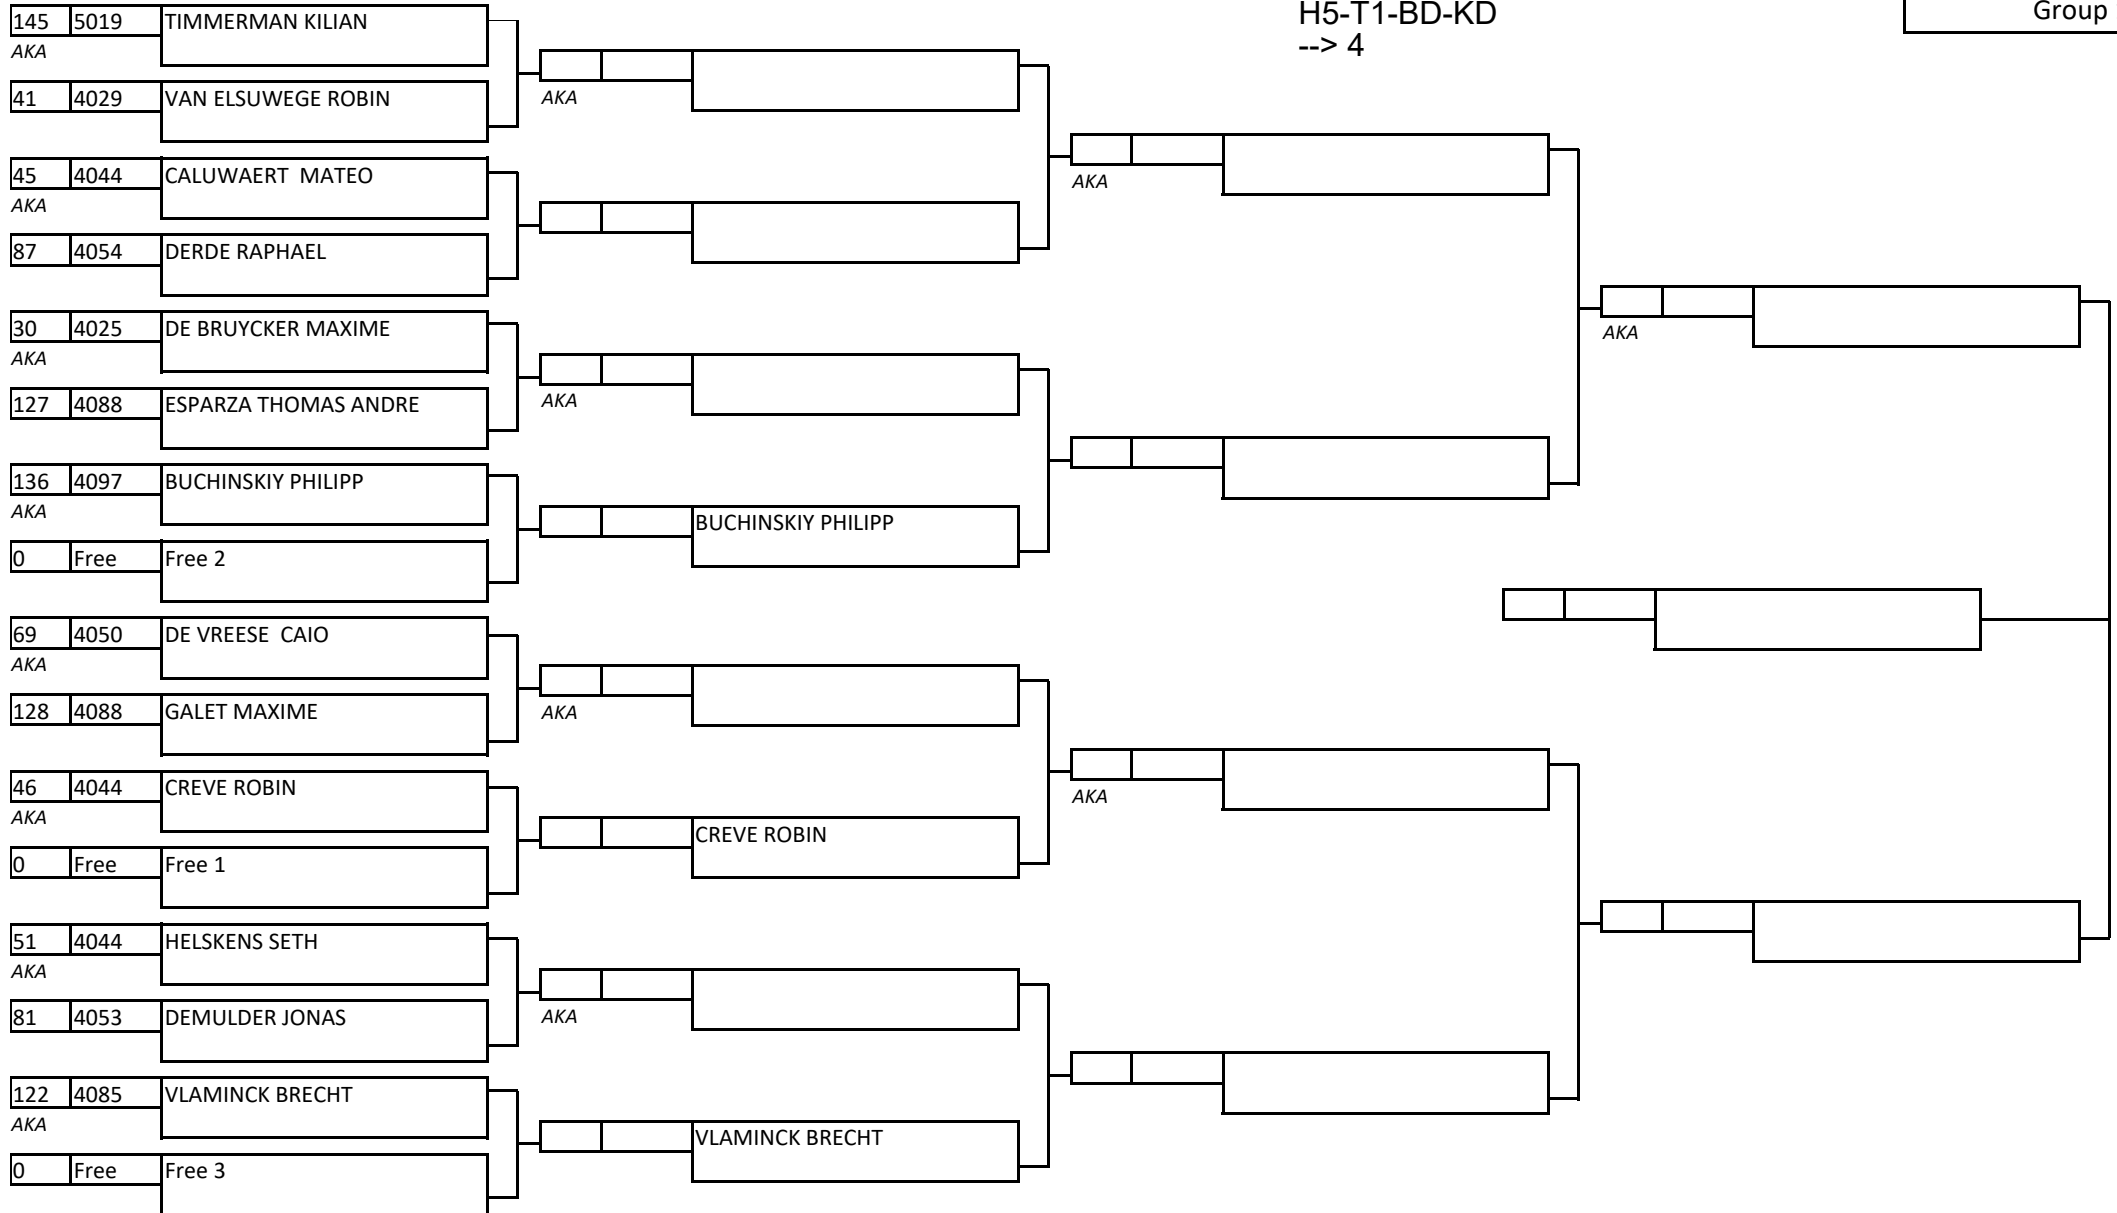 H5-T1-BD-KD
--> 4
Group
145 5019 TIMMERMAN KILIAN
AKA
41 4029 VAN ELSUWEGE ROBIN
AKA
AKA
45 4044 CALUWAERT  MATEO
AKA
87 4054 DERDE RAPHAEL
30 4025 DE BRUYCKER MAXIME
AKA
AKA
127 4088 ESPARZA THOMAS ANDRE
AKA
136 4097 BUCHINSKIY PHILIPP
AKA
BUCHINSKIY PHILIPP
0 Free Free 2
69 4050 DE VREESE  CAIO
AKA
128 4088 GALET MAXIME
AKA
46 4044 CREVE ROBIN
AKA
AKA
CREVE ROBIN
0 Free Free 1
51 4044 HELSKENS SETH
AKA
81 4053 DEMULDER JONAS
AKA
122 4085 VLAMINCK BRECHT
AKA
VLAMINCK BRECHT
0 Free Free 3